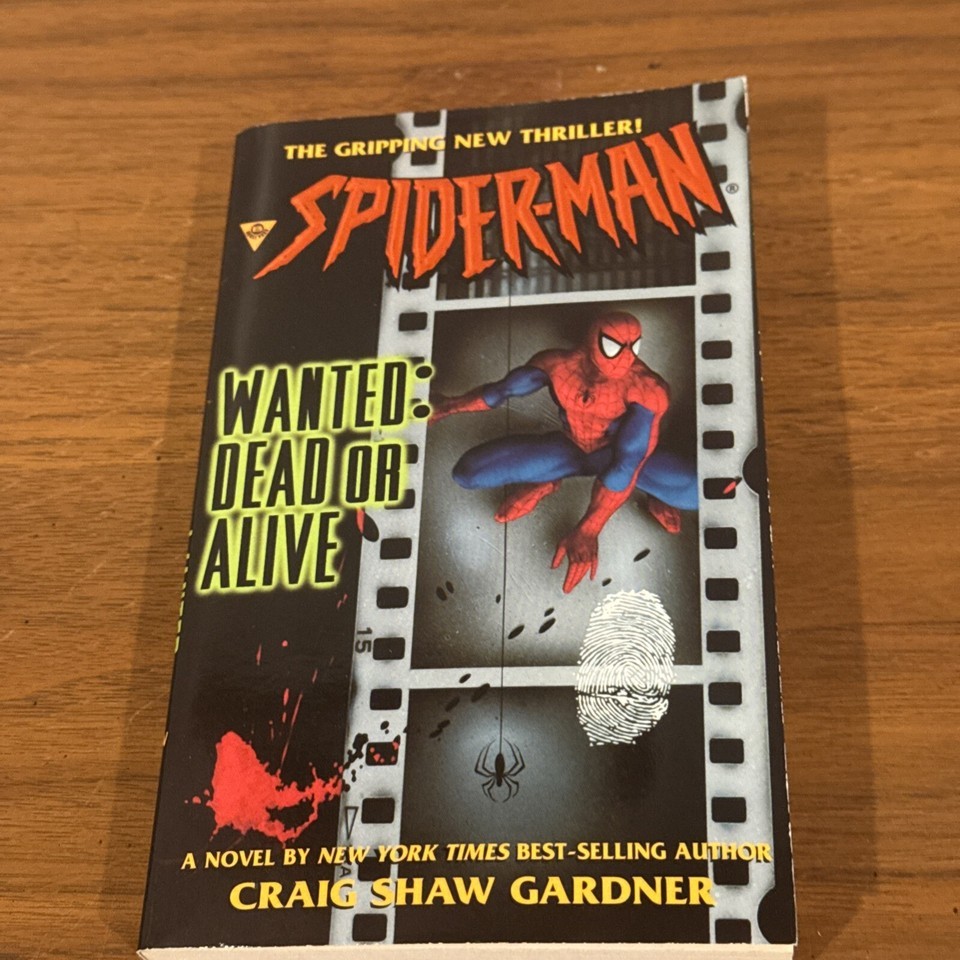 THE GRIPPING NEW THRILLER!
SPIDER-MAN®
WANTED:
DEAD OR
ALIVE
15
A NOVEL BY NEW YORK TIMES BEST-SELLING AUTHOR
CRAIG SHAW GARDNER